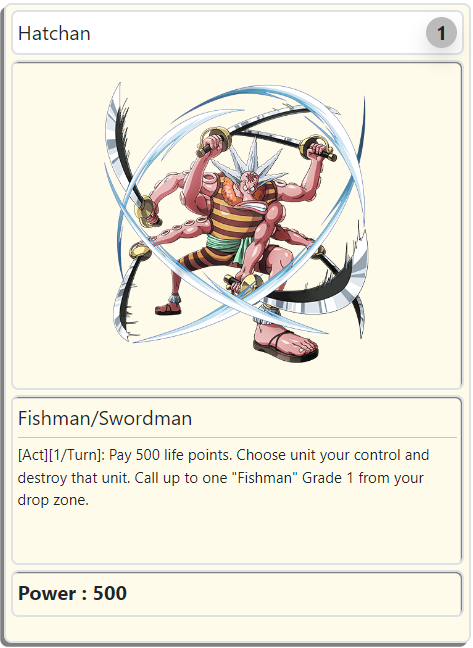 Hatchan
1
Fishman/Swordman
[Act][1/Turn]: Pay 500 life points. Choose unit your control and
destroy that unit. Call up to one "Fishman" Grade 1 from your
drop zone.
Power : 500